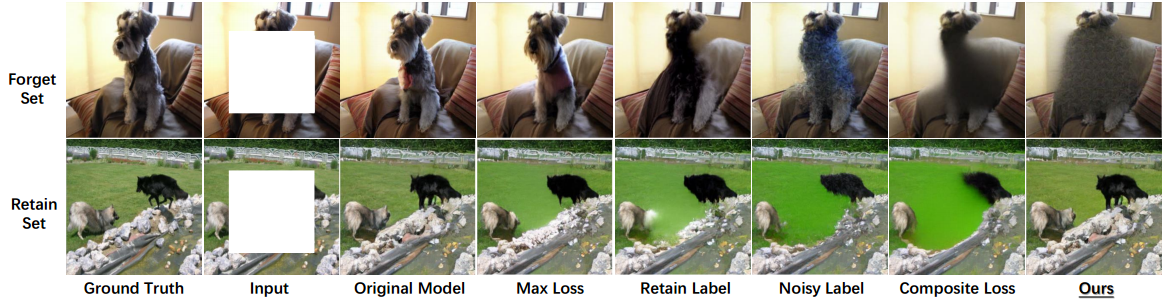 Forget
Set
Retain
Set
Ground Truth
Input
Original Model
Max Loss
Retain Label
Noisy Label
Composite Loss
Ours